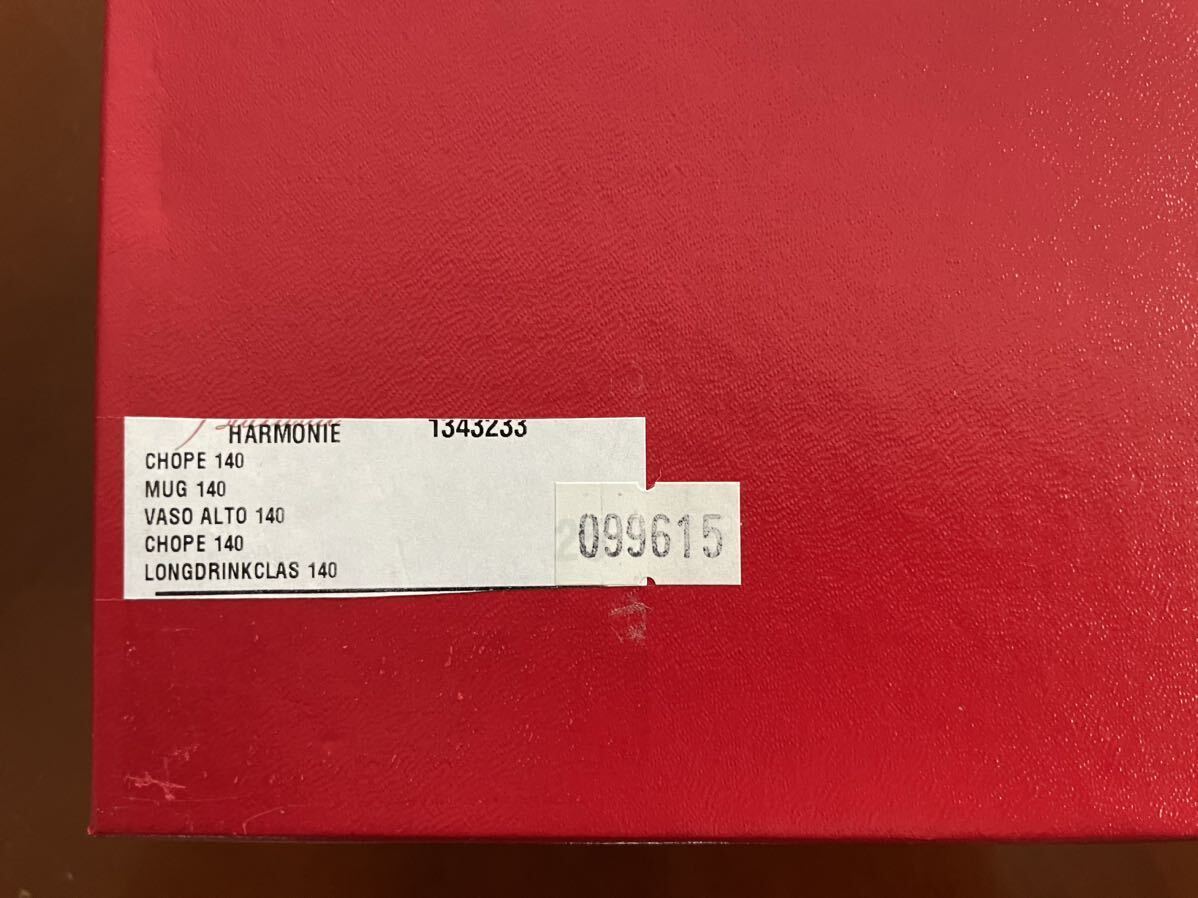 HARMONIE 1343233
CHOPE 140
MUG 140
VASO ALTO 140
CHOPE 140
LONGDRINKCLAS 140
099615